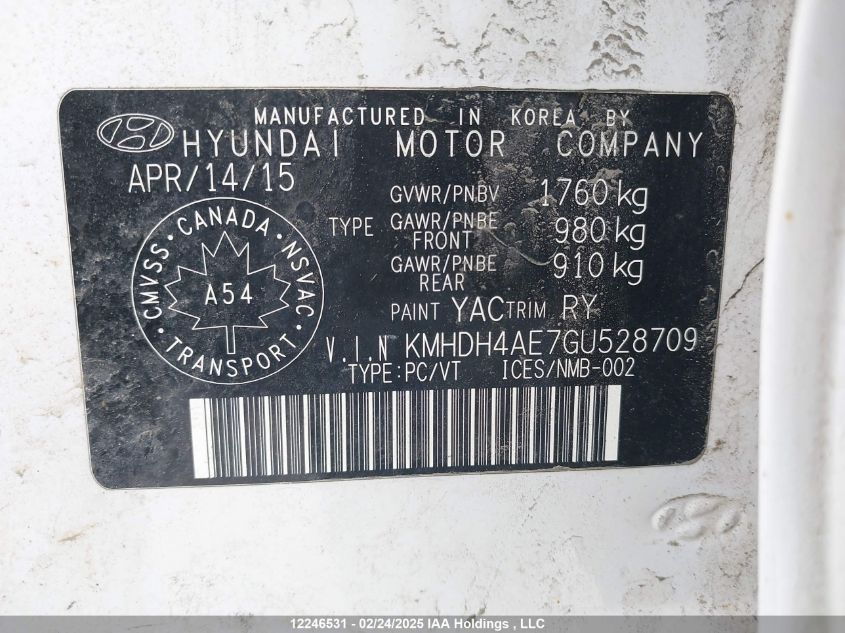 MANUFACTURED IN KOREA BY
HYUNDAI MOTOR COMPANY
APR/14/15
GVWR/PNBV 1760 kg
TYPE GAWR/PNBE FRONT 980 kg
GAWR/PNBE REAR 910 kg
CMVSS · CANADA · NSVAC · TRANSPORT ·
A54
PAINT YAC TRIM RY
V.I.N KMHDH4AE7GU528709
TYPE:PC/VT ICES/NMB-002
12246531 - 02/24/2025 IAA Holdings , LLC